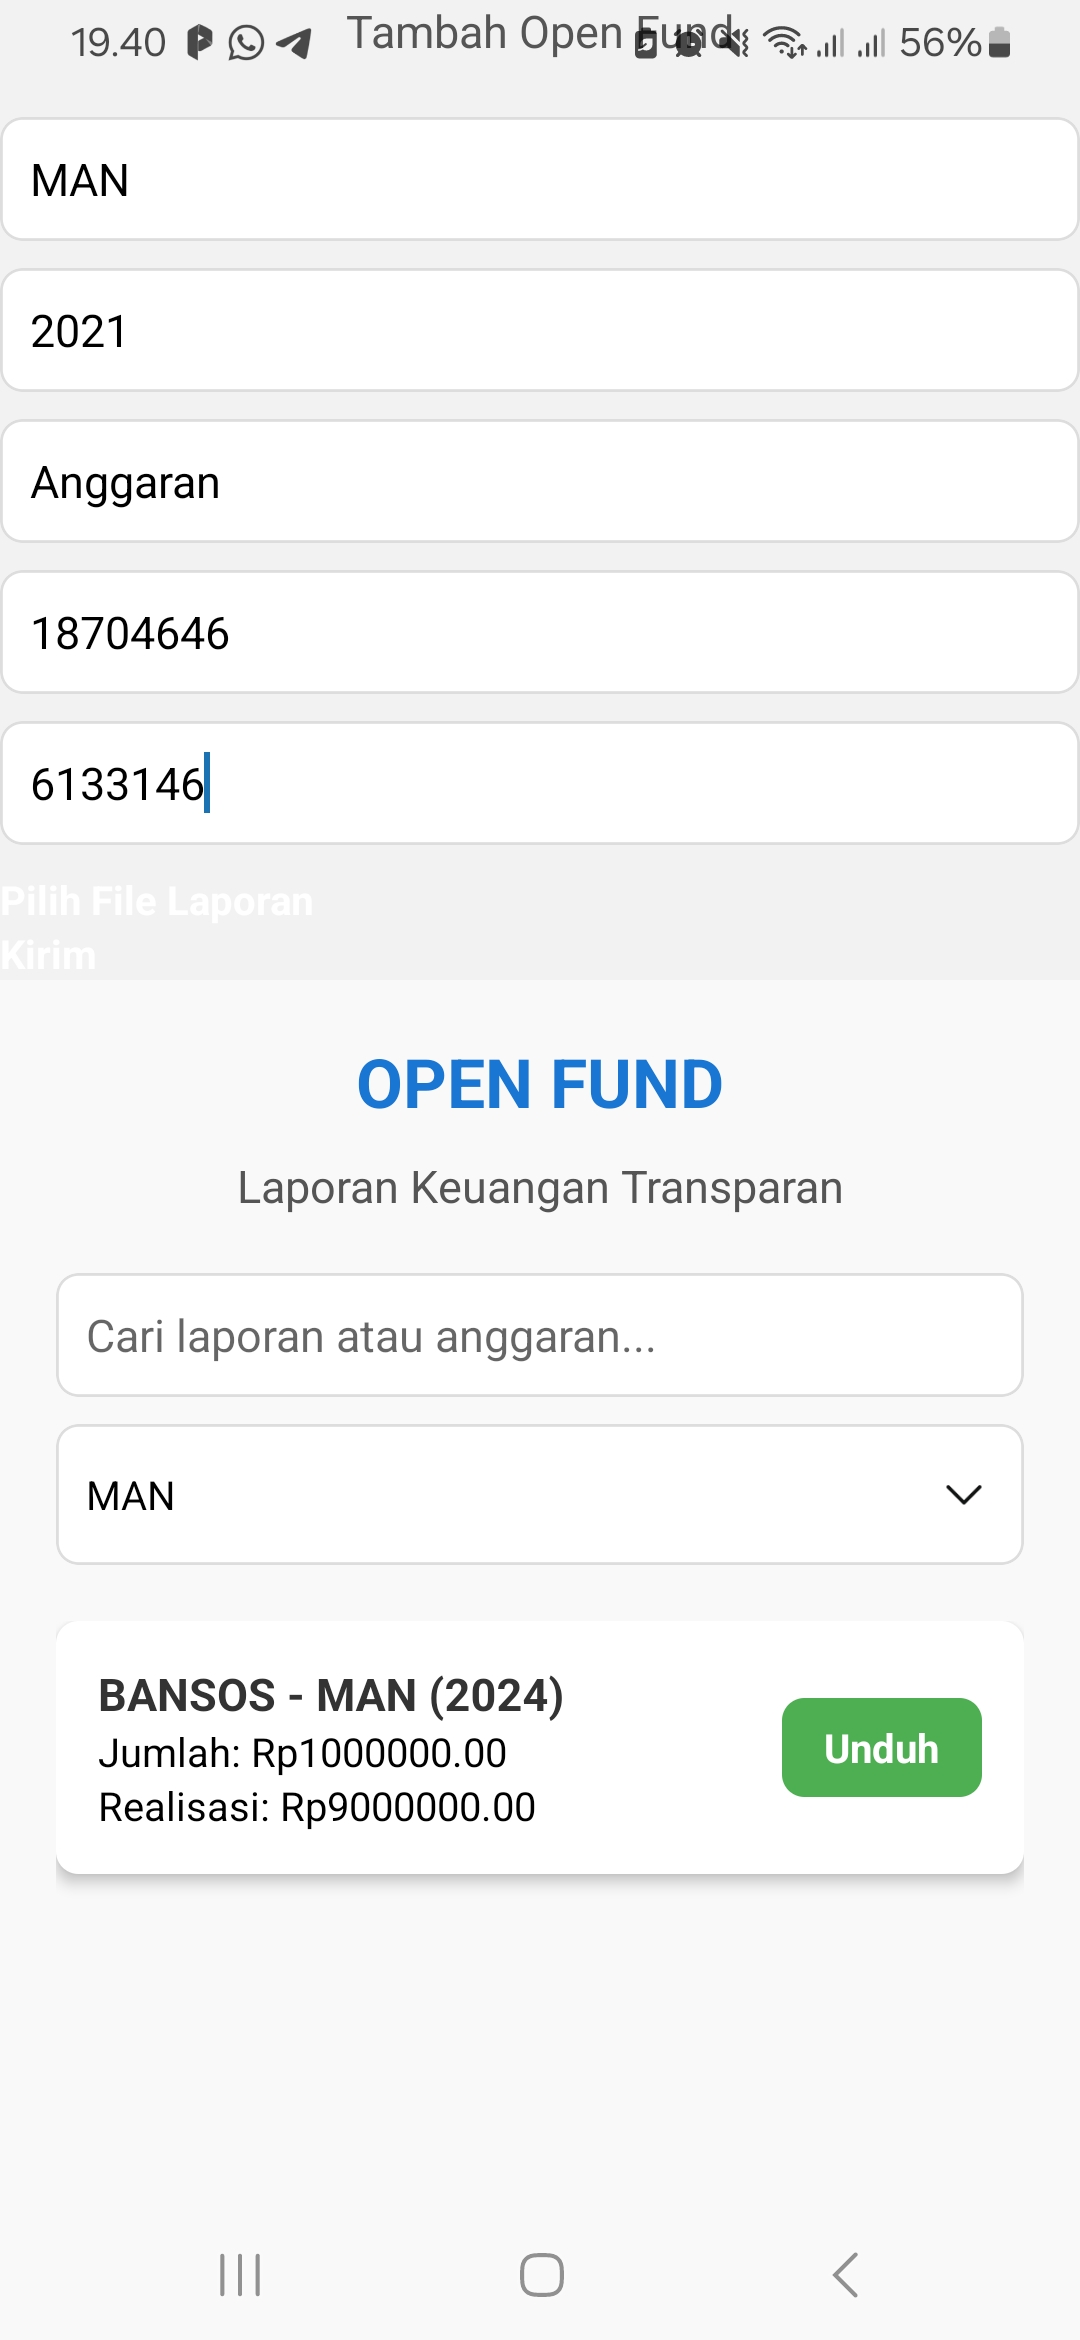 19.40
56%
Tambah Open Fund
MAN
2021
Anggaran
18704646
6133146
Pilih File Laporan
Kirim
OPEN FUND
Laporan Keuangan Transparan
Cari laporan atau anggaran...
MAN
BANSOS - MAN (2024)
Jumlah: Rp1000000.00
Realisasi: Rp9000000.00
Unduh